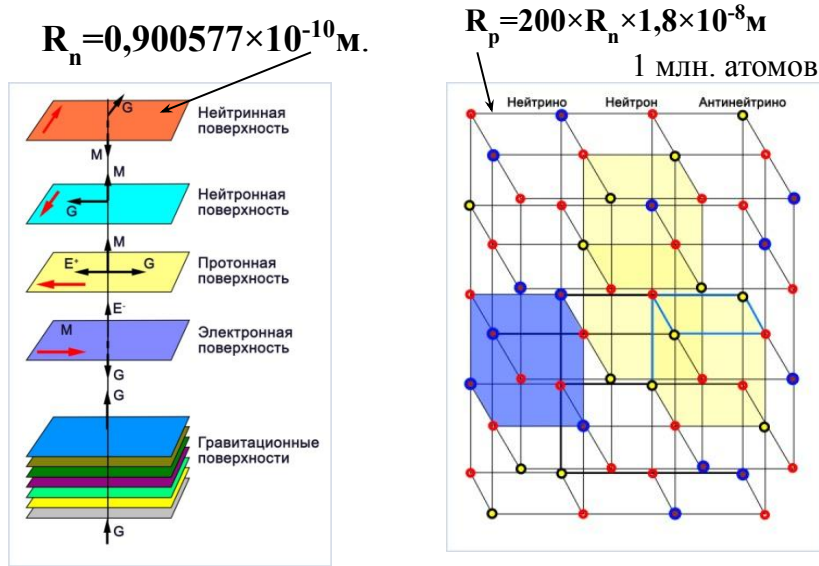 Rₙ=0,900577×10⁻¹⁰м.
Rₚ=200×Rₙ×1,8×10⁻⁸м
1 млн. атомов
G
Нейтринная
поверхность
M
M
G
Нейтронная
поверхность
M
E⁺
G
Протонная
поверхность
E⁻
M
Электронная
поверхность
G
G
Гравитационные
поверхности
G
Нейтрино Нейтрон Антинейтрино